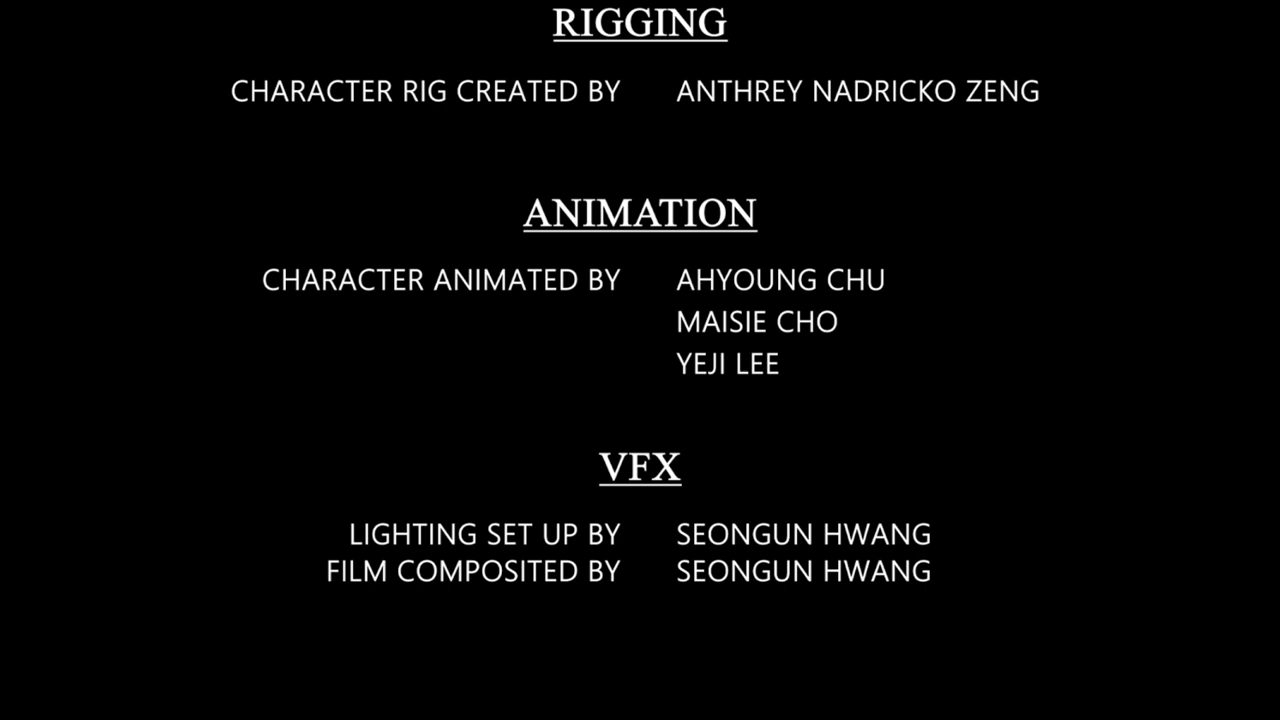 RIGGING
CHARACTER RIG CREATED BY ANTHREY NADRICKO ZENG
ANIMATION
CHARACTER ANIMATED BY AHYOUNG CHU
MAISIE CHO
YEJI LEE
VFX
LIGHTING SET UP BY SEONGUN HWANG
FILM COMPOSITED BY SEONGUN HWANG